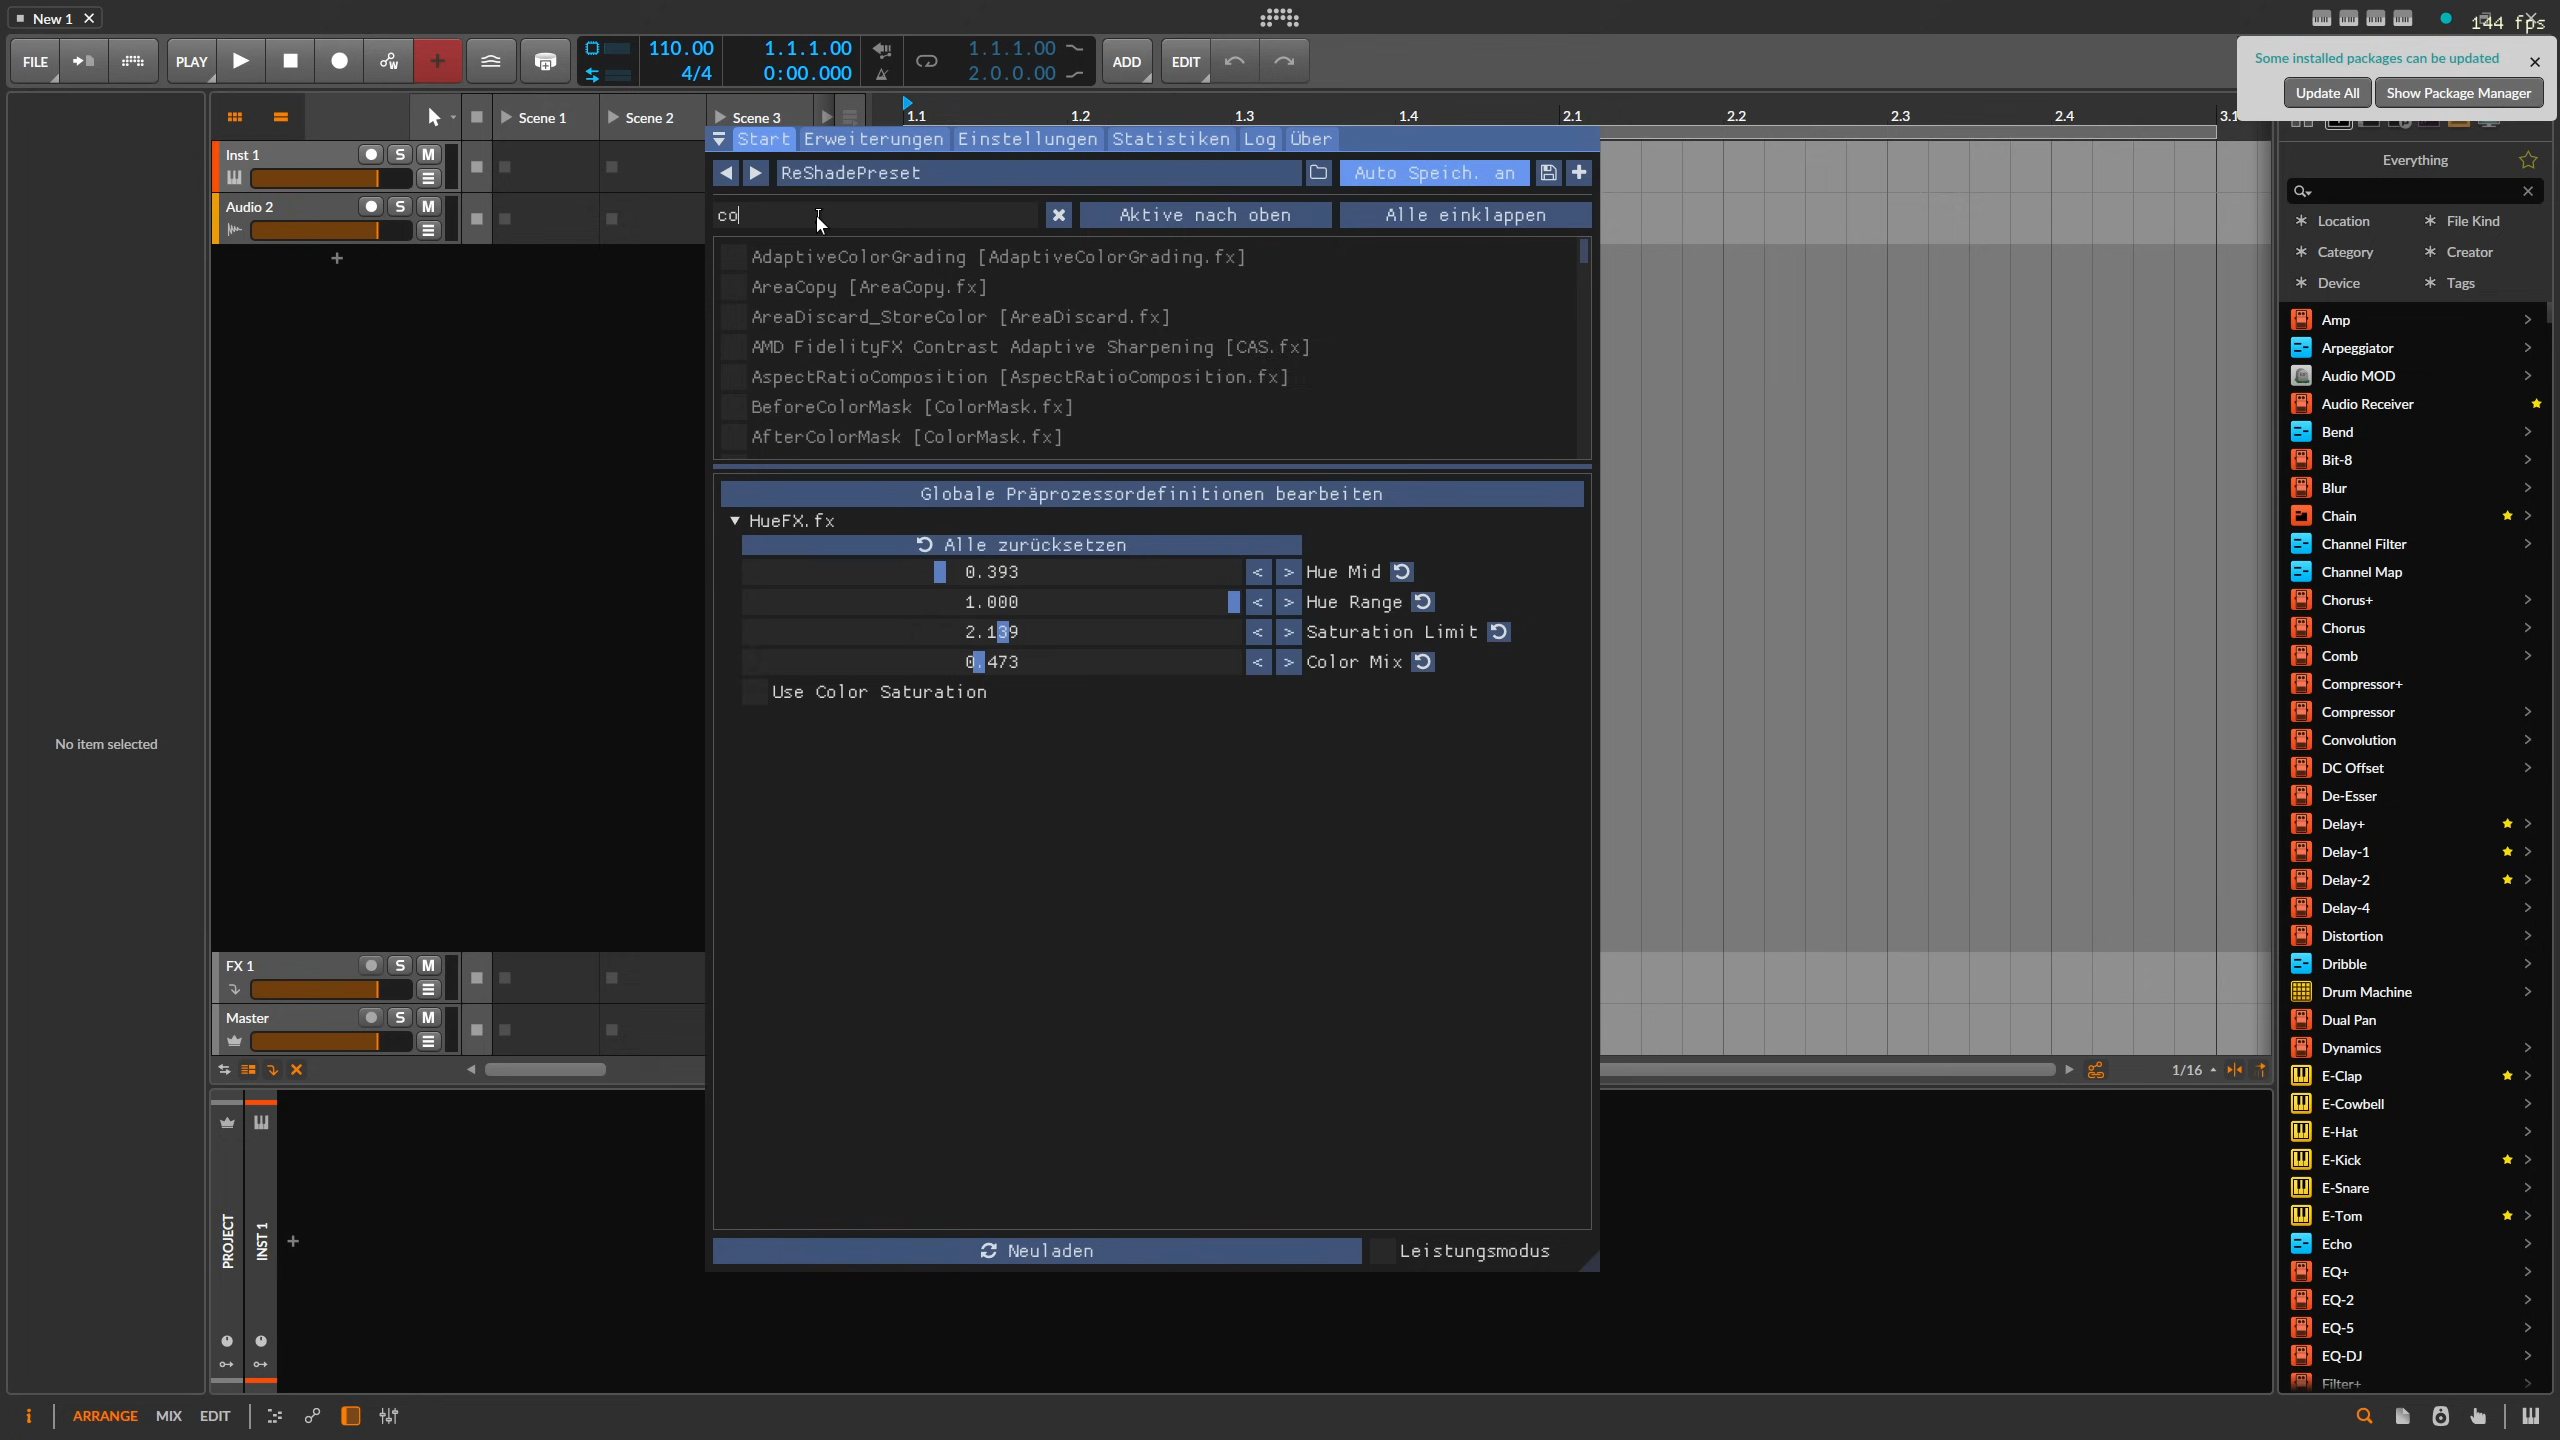 New 1
144 fps
FILE
PLAY
110.00
4/4
1.1.1.00
0:00.000
1.1.1.00
2.0.0.00
ADD
EDIT
Some installed packages can be updated
Update All
Show Package Manager
Scene 1
Scene 2
Scene 3
1.1
1.2
1.3
1.4
2.1
2.2
2.3
2.4
3.1
Inst 1
S
M
Audio 2
S
M
Start
Erweiterungen
Einstellungen
Statistiken
Log
Über
ReShadePreset
Auto Speich. an
co
Aktive nach oben
Alle einklappen
AdaptiveColorGrading [AdaptiveColorGrading.fx]
AreaCopy [AreaCopy.fx]
AreaDiscard_StoreColor [AreaDiscard.fx]
AMD FidelityFX Contrast Adaptive Sharpening [CAS.fx]
AspectRatioComposition [AspectRatioComposition.fx]
BeforeColorMask [ColorMask.fx]
AfterColorMask [ColorMask.fx]
Globale Präprozessordefinitionen bearbeiten
HueFX.fx
Alle zurücksetzen
0.393 < > Hue Mid
1.000 < > Hue Range
2.139 < > Saturation Limit
0.473 < > Color Mix
Use Color Saturation
Neuladen
Leistungsmodus
No item selected
FX 1
S
M
Master
S
M
1/16
PROJECT
INST 1
ARRANGE
MIX
EDIT
Everything
Location
File Kind
Category
Creator
Device
Tags
Amp
Arpeggiator
Audio MOD
Audio Receiver
Bend
Bit-8
Blur
Chain
Channel Filter
Channel Map
Chorus+
Chorus
Comb
Compressor+
Compressor
Convolution
DC Offset
De-Esser
Delay+
Delay-1
Delay-2
Delay-4
Distortion
Dribble
Drum Machine
Dual Pan
Dynamics
E-Clap
E-Cowbell
E-Hat
E-Kick
E-Snare
E-Tom
Echo
EQ+
EQ-2
EQ-5
EQ-DJ
Filter+